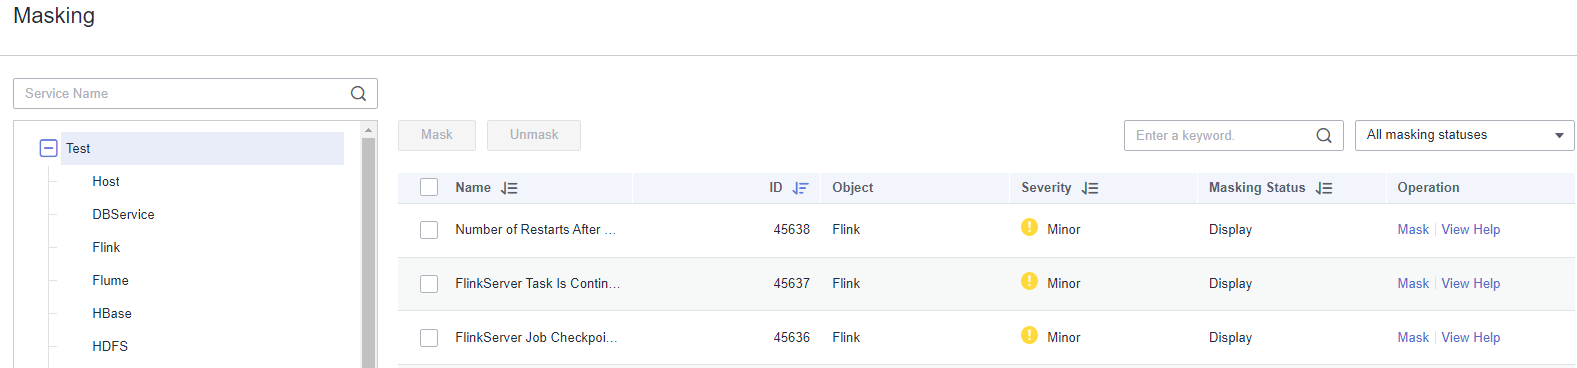 Masking
Service Name
Test
Host
DBService
Flink
Flume
HBase
HDFS
Mask Unmask Enter a keyword. All masking statuses
Name ID Object Severity Masking Status Operation
Number of Restarts After ... 45638 Flink Minor Display Mask View Help
FlinkServer Task Is Contin... 45637 Flink Minor Display Mask View Help
FlinkServer Job Checkpoi... 45636 Flink Minor Display Mask View Help